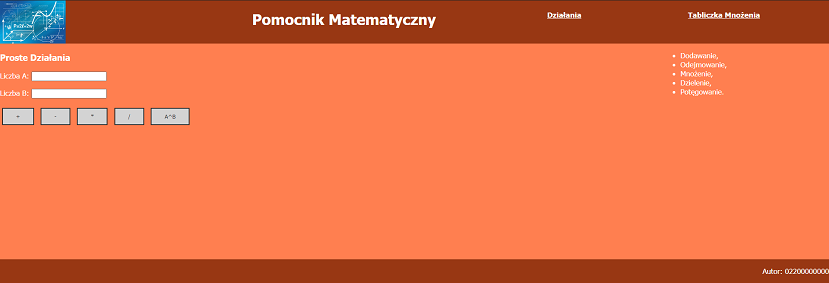 Pomocnik Matematyczny
Działania
Tabliczka Mnożenia
Proste Działania
Liczba A:
Liczba B:
+ - * / A^B
Dodawanie,
Odejmowanie,
Mnożenie,
Dzielenie,
Potęgowanie.
Autor: 02200000000